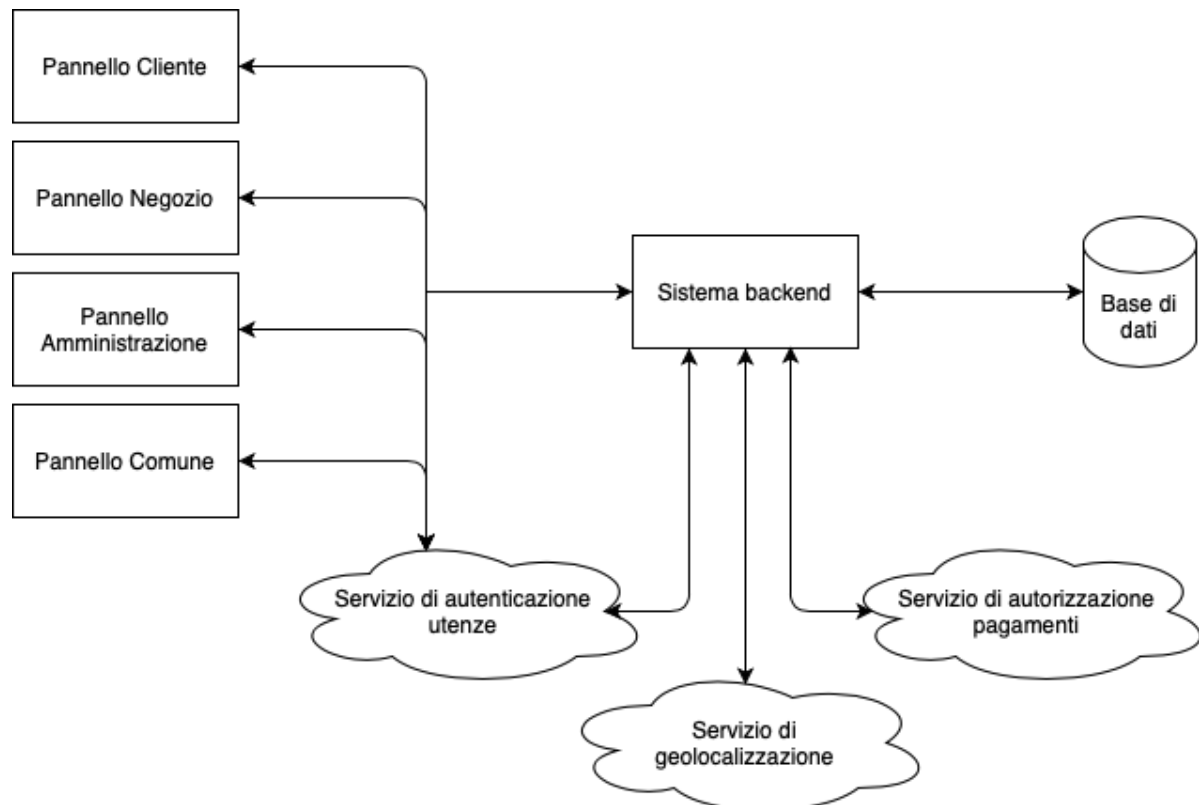 Pannello Cliente
Pannello Negozio
Pannello
Amministrazione
Pannello Comune
Sistema backend
Base di
dati
Servizio di autenticazione
utenze
Servizio di autorizzazione
pagamenti
Servizio di
geolocalizzazione